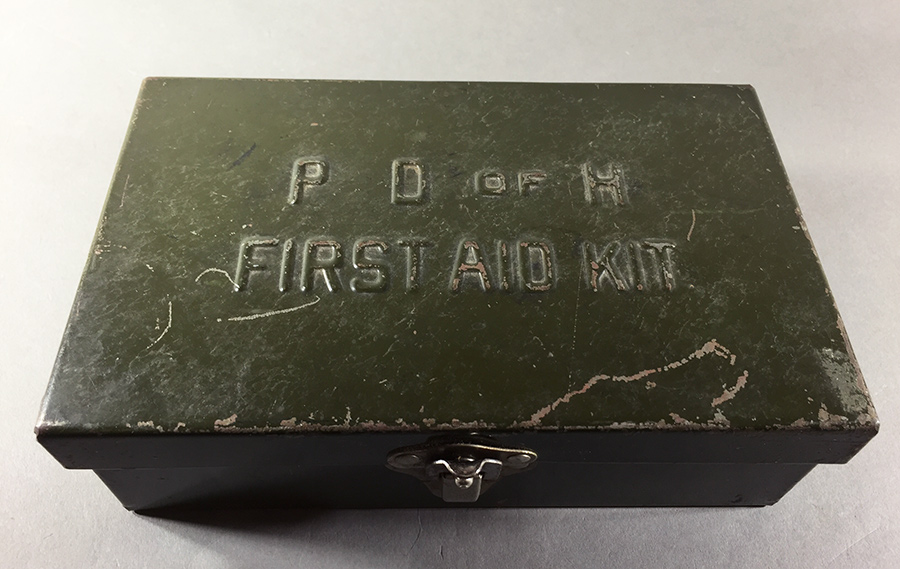 P D OF H
FIRST AID KIT